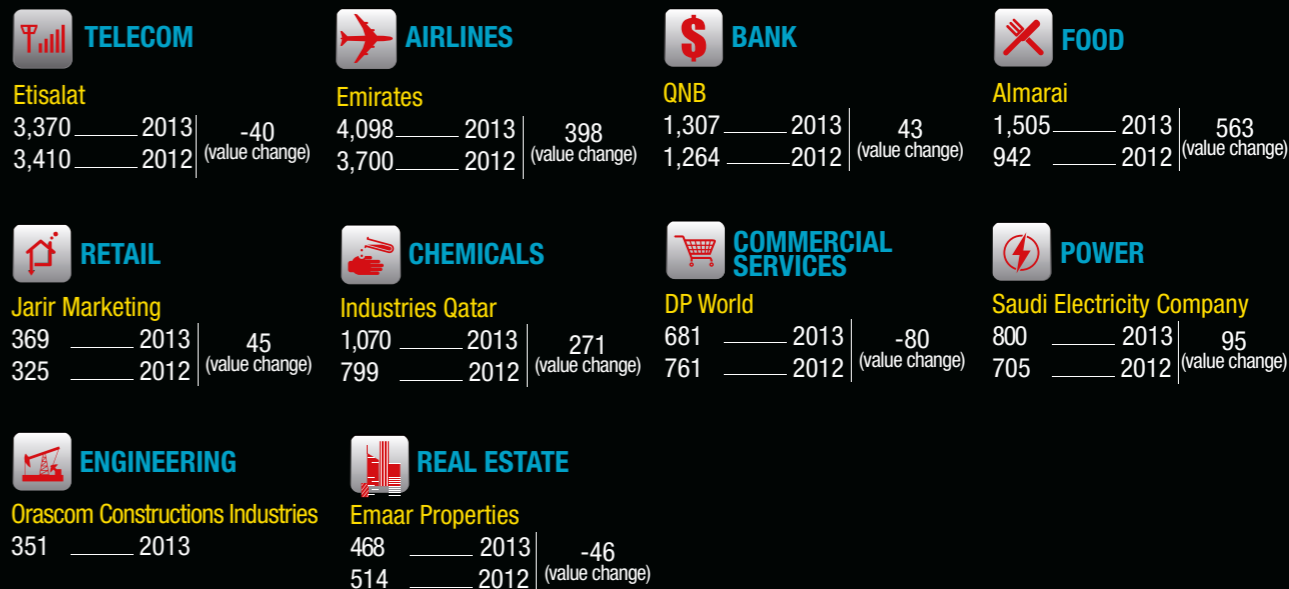 TELECOM
Etisalat
3,370 2013
3,410 2012
-40
(value change)
AIRLINES
Emirates
4,098 2013
3,700 2012
398
(value change)
BANK
QNB
1,307 2013
1,264 2012
43
(value change)
FOOD
Almarai
1,505 2013
942 2012
563
(value change)
RETAIL
Jarir Marketing
369 2013
325 2012
45
(value change)
CHEMICALS
Industries Qatar
1,070 2013
799 2012
271
(value change)
COMMERCIAL
SERVICES
DP World
681 2013
761 2012
-80
(value change)
POWER
Saudi Electricity Company
800 2013
705 2012
95
(value change)
ENGINEERING
Orascom Constructions Industries
351 2013
REAL ESTATE
Emaar Properties
468 2013
514 2012
-46
(value change)